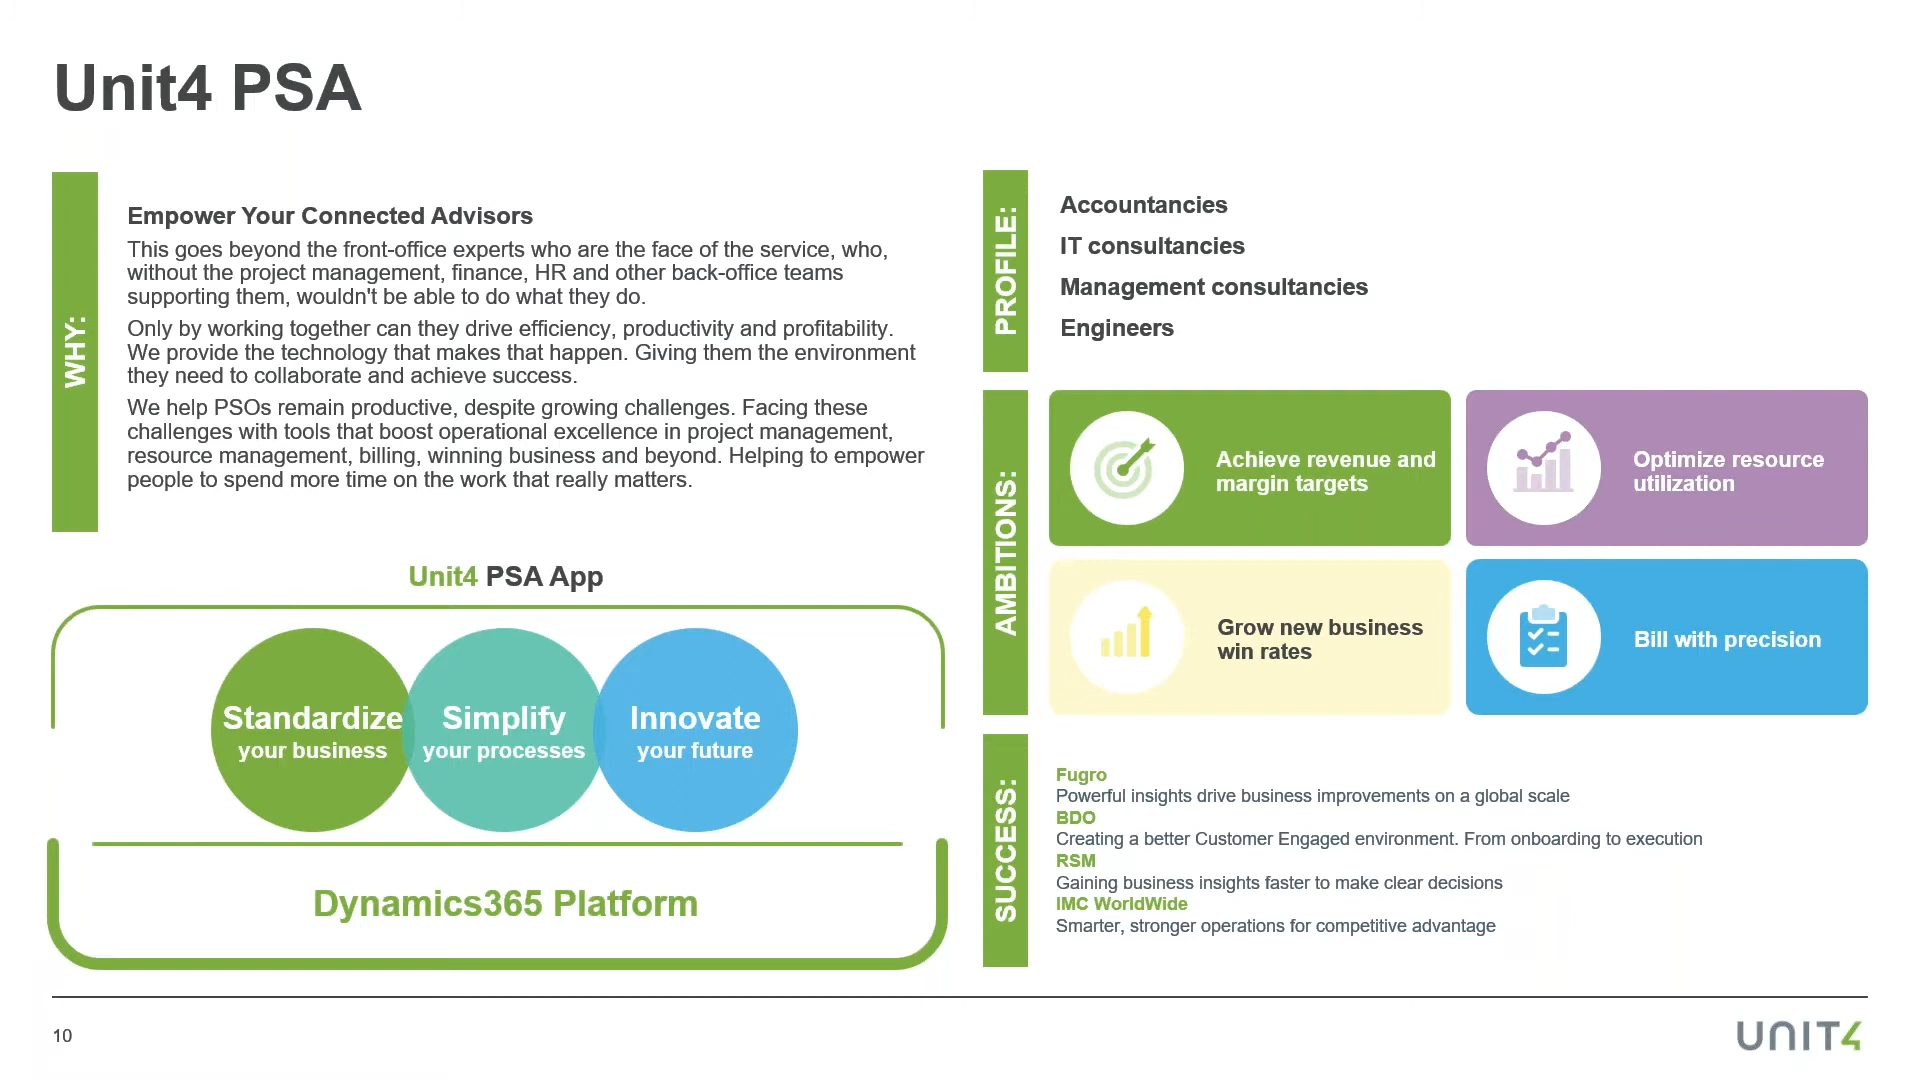 Unit4 PSA
WHY:
Empower Your Connected Advisors
This goes beyond the front-office experts who are the face of the service, who,
without the project management, finance, HR and other back-office teams
supporting them, wouldn't be able to do what they do.
Only by working together can they drive efficiency, productivity and profitability.
We provide the technology that makes that happen. Giving them the environment
they need to collaborate and achieve success.
We help PSOs remain productive, despite growing challenges. Facing these
challenges with tools that boost operational excellence in project management,
resource management, billing, winning business and beyond. Helping to empower
people to spend more time on the work that really matters.
Unit4 PSA App
Standardize
your business
Simplify
your processes
Innovate
your future
Dynamics365 Platform
PROFILE:
Accountancies
IT consultancies
Management consultancies
Engineers
AMBITIONS:
Achieve revenue and
margin targets
Optimize resource
utilization
Grow new business
win rates
Bill with precision
SUCCESS:
Fugro
Powerful insights drive business improvements on a global scale
BDO
Creating a better Customer Engaged environment. From onboarding to execution
RSM
Gaining business insights faster to make clear decisions
IMC WorldWide
Smarter, stronger operations for competitive advantage
10
UNIT4